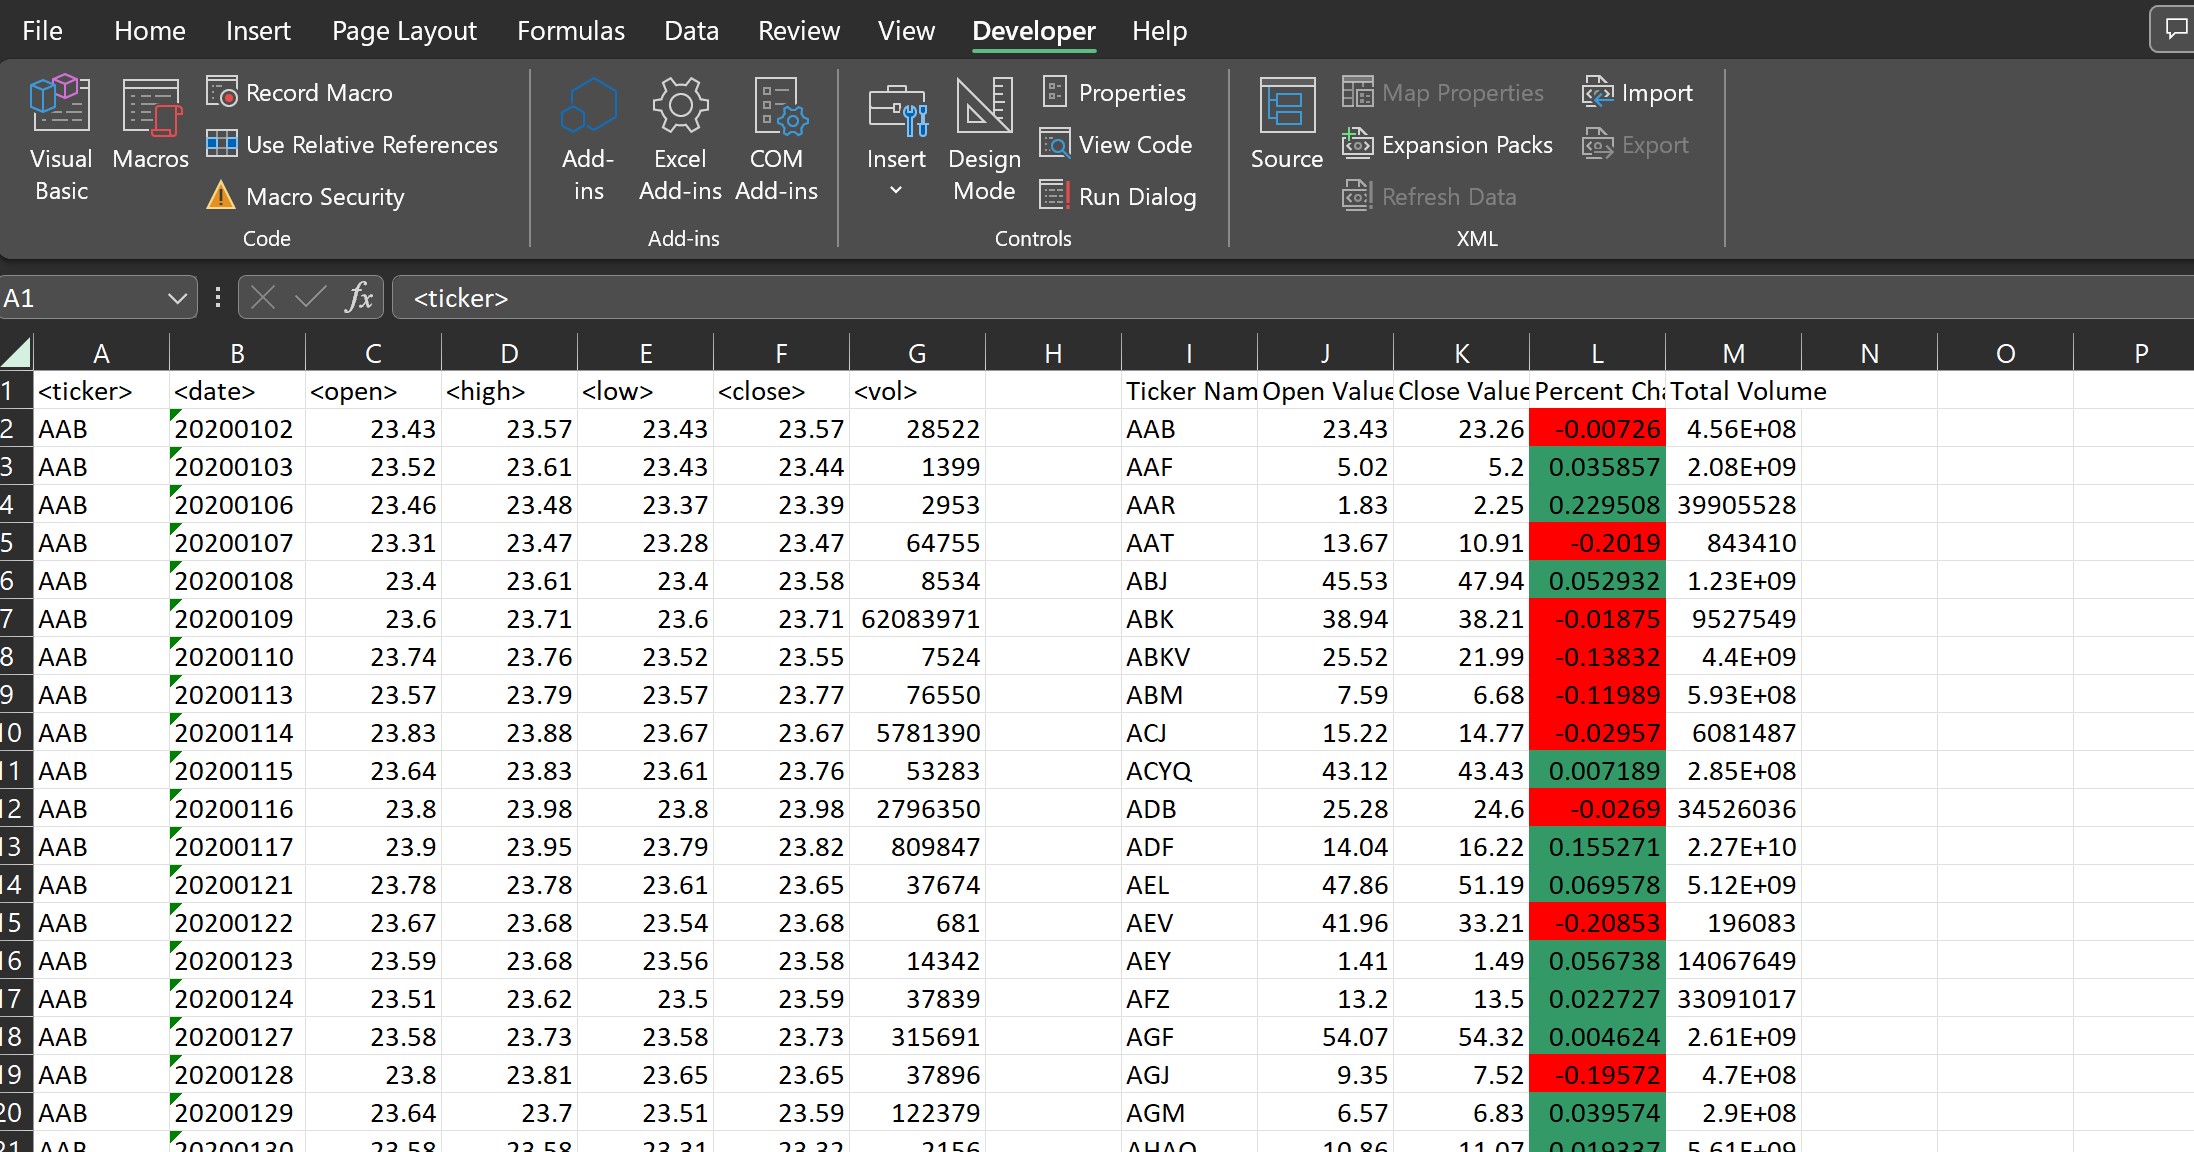 File Home Insert Page Layout Formulas Data Review View Developer Help
Visual Basic
Macros
Record Macro
Use Relative References
Macro Security
Code
Add-ins
Excel Add-ins
COM Add-ins
Add-ins
Insert
Design Mode
Properties
View Code
Run Dialog
Controls
Source
Map Properties
Expansion Packs
Refresh Data
Import
Export
XML
A1 fx <ticker>
A B C D E F G H I J K L M N O P
1 <ticker> <date> <open> <high> <low> <close> <vol> Ticker Nam Open Value Close Value Percent Cha Total Volume
2 AAB 20200102 23.43 23.57 23.43 23.57 28522 AAB 23.43 23.26 -0.00726 4.56E+08
3 AAB 20200103 23.52 23.61 23.43 23.44 1399 AAF 5.02 5.2 0.035857 2.08E+09
4 AAB 20200106 23.46 23.48 23.37 23.39 2953 AAR 1.83 2.25 0.229508 39905528
5 AAB 20200107 23.31 23.47 23.28 23.47 64755 AAT 13.67 10.91 -0.2019 843410
6 AAB 20200108 23.4 23.61 23.4 23.58 8534 ABJ 45.53 47.94 0.052932 1.23E+09
7 AAB 20200109 23.6 23.71 23.6 23.71 62083971 ABK 38.94 38.21 -0.01875 9527549
8 AAB 20200110 23.74 23.76 23.52 23.55 7524 ABKV 25.52 21.99 -0.13832 4.4E+09
9 AAB 20200113 23.57 23.79 23.57 23.77 76550 ABM 7.59 6.68 -0.11989 5.93E+08
10 AAB 20200114 23.83 23.88 23.67 23.67 5781390 ACJ 15.22 14.77 -0.02957 6081487
11 AAB 20200115 23.64 23.83 23.61 23.76 53283 ACYQ 43.12 43.43 0.007189 2.85E+08
12 AAB 20200116 23.8 23.98 23.8 23.98 2796350 ADB 25.28 24.6 -0.0269 34526036
13 AAB 20200117 23.9 23.95 23.79 23.82 809847 ADF 14.04 16.22 0.155271 2.27E+10
14 AAB 20200121 23.78 23.78 23.61 23.65 37674 AEL 47.86 51.19 0.069578 5.12E+09
15 AAB 20200122 23.67 23.68 23.54 23.68 681 AEV 41.96 33.21 -0.20853 196083
16 AAB 20200123 23.59 23.68 23.56 23.58 14342 AEY 1.41 1.49 0.056738 14067649
17 AAB 20200124 23.51 23.62 23.5 23.59 37839 AFZ 13.2 13.5 0.022727 33091017
18 AAB 20200127 23.58 23.73 23.58 23.73 315691 AGF 54.07 54.32 0.004624 2.61E+09
19 AAB 20200128 23.8 23.81 23.65 23.65 37896 AGJ 9.35 7.52 -0.19572 4.7E+08
20 AAB 20200129 23.64 23.7 23.51 23.59 122379 AGM 6.57 6.83 0.039574 2.9E+08
21 AAB 20200130 23.58 23.58 23.31 23.32 2156 10.86 11.07 0.019337 5.61E+09